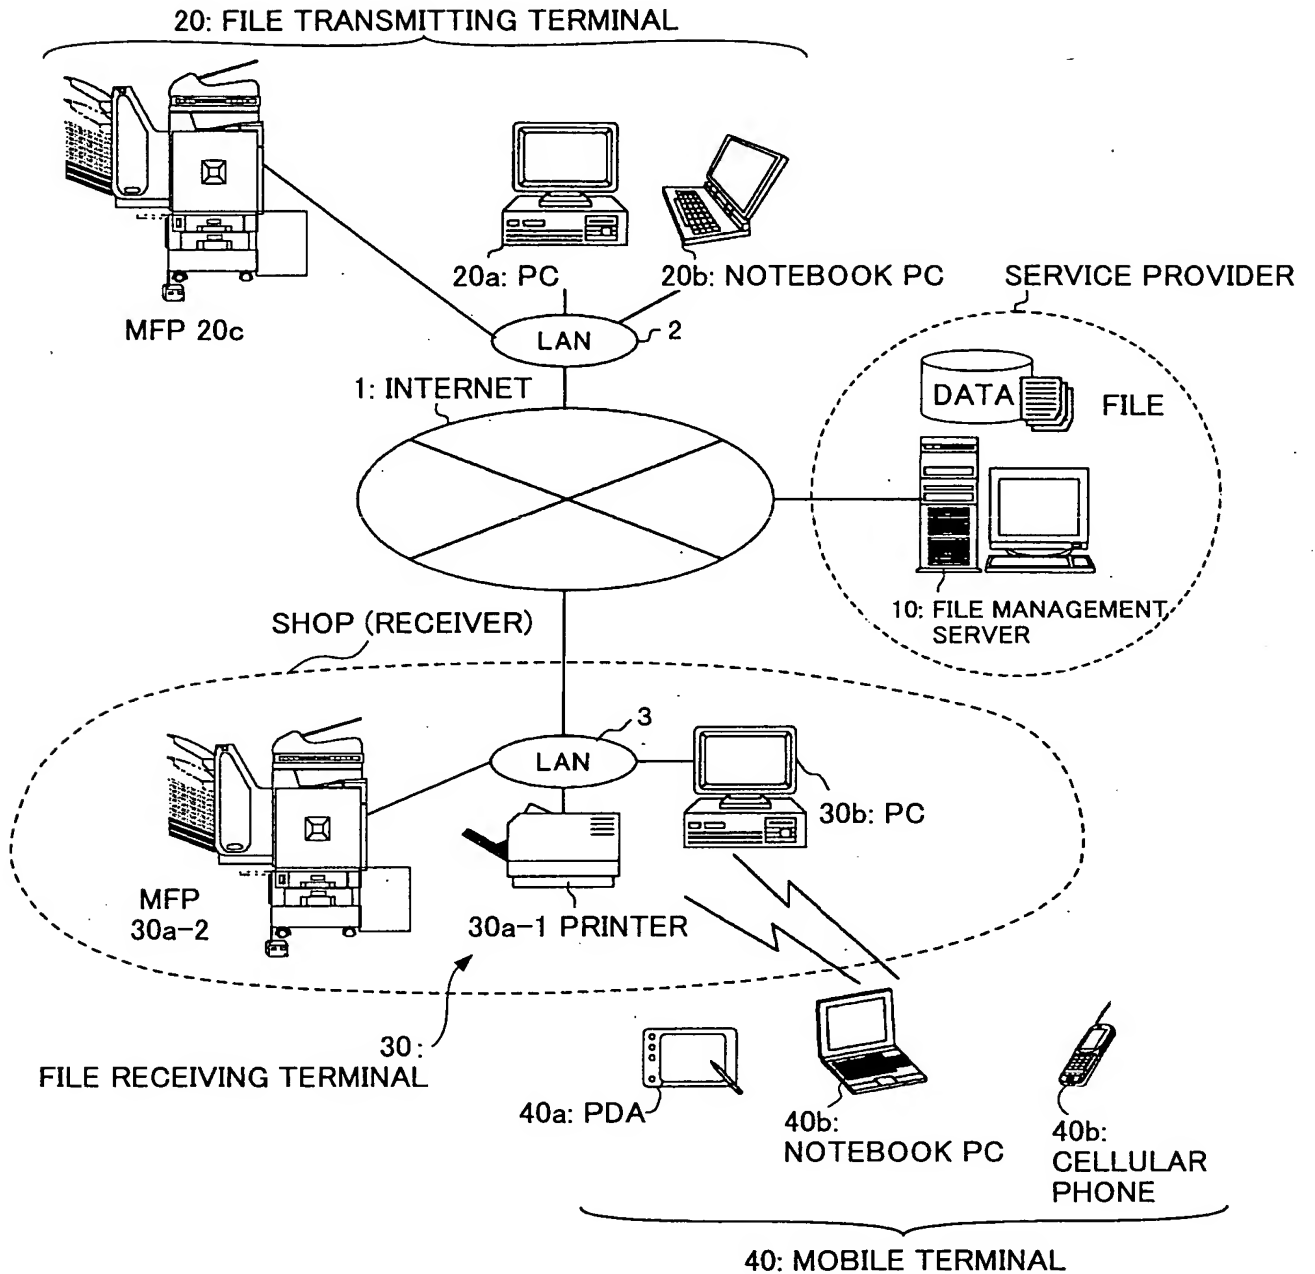 20: FILE TRANSMITTING TERMINAL
20a: PC
20b: NOTEBOOK PC
MFP 20c
LAN
2
SERVICE PROVIDER
1: INTERNET
DATA
FILE
10: FILE MANAGEMENT
SERVER
SHOP (RECEIVER)
3
LAN
30b: PC
MFP
30a-2
30a-1 PRINTER
30:
FILE RECEIVING TERMINAL
40a: PDA
40b:
NOTEBOOK PC
40b:
CELLULAR
PHONE
40: MOBILE TERMINAL